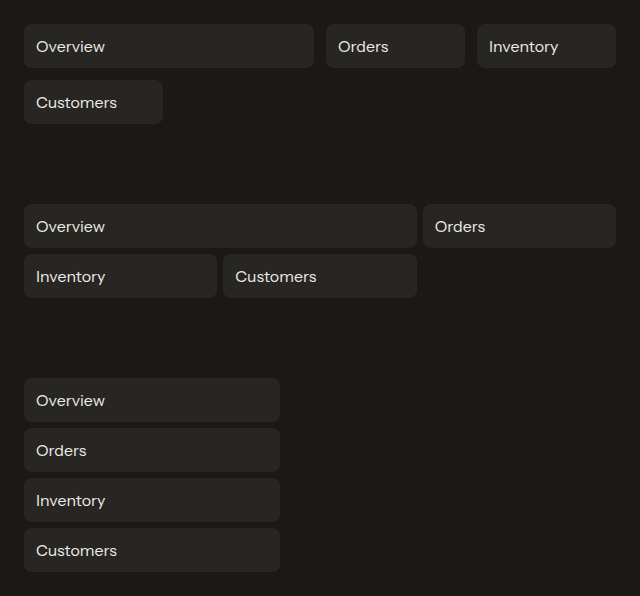 Overview Orders Inventory
Customers
Overview Orders
Inventory Customers
Overview
Orders
Inventory
Customers